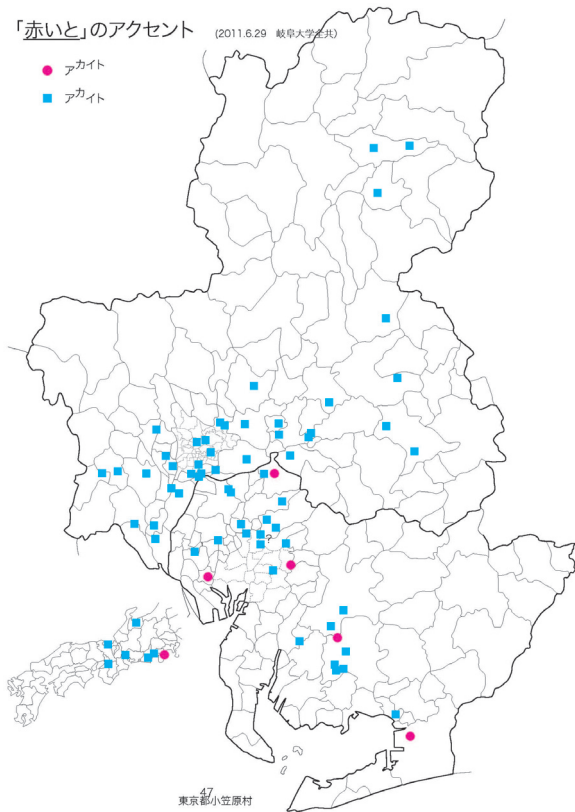 「赤いと」のアクセント (2011.6.29 岐阜大学全共)
アカイト
アカイト
?
47
東京都小笠原村